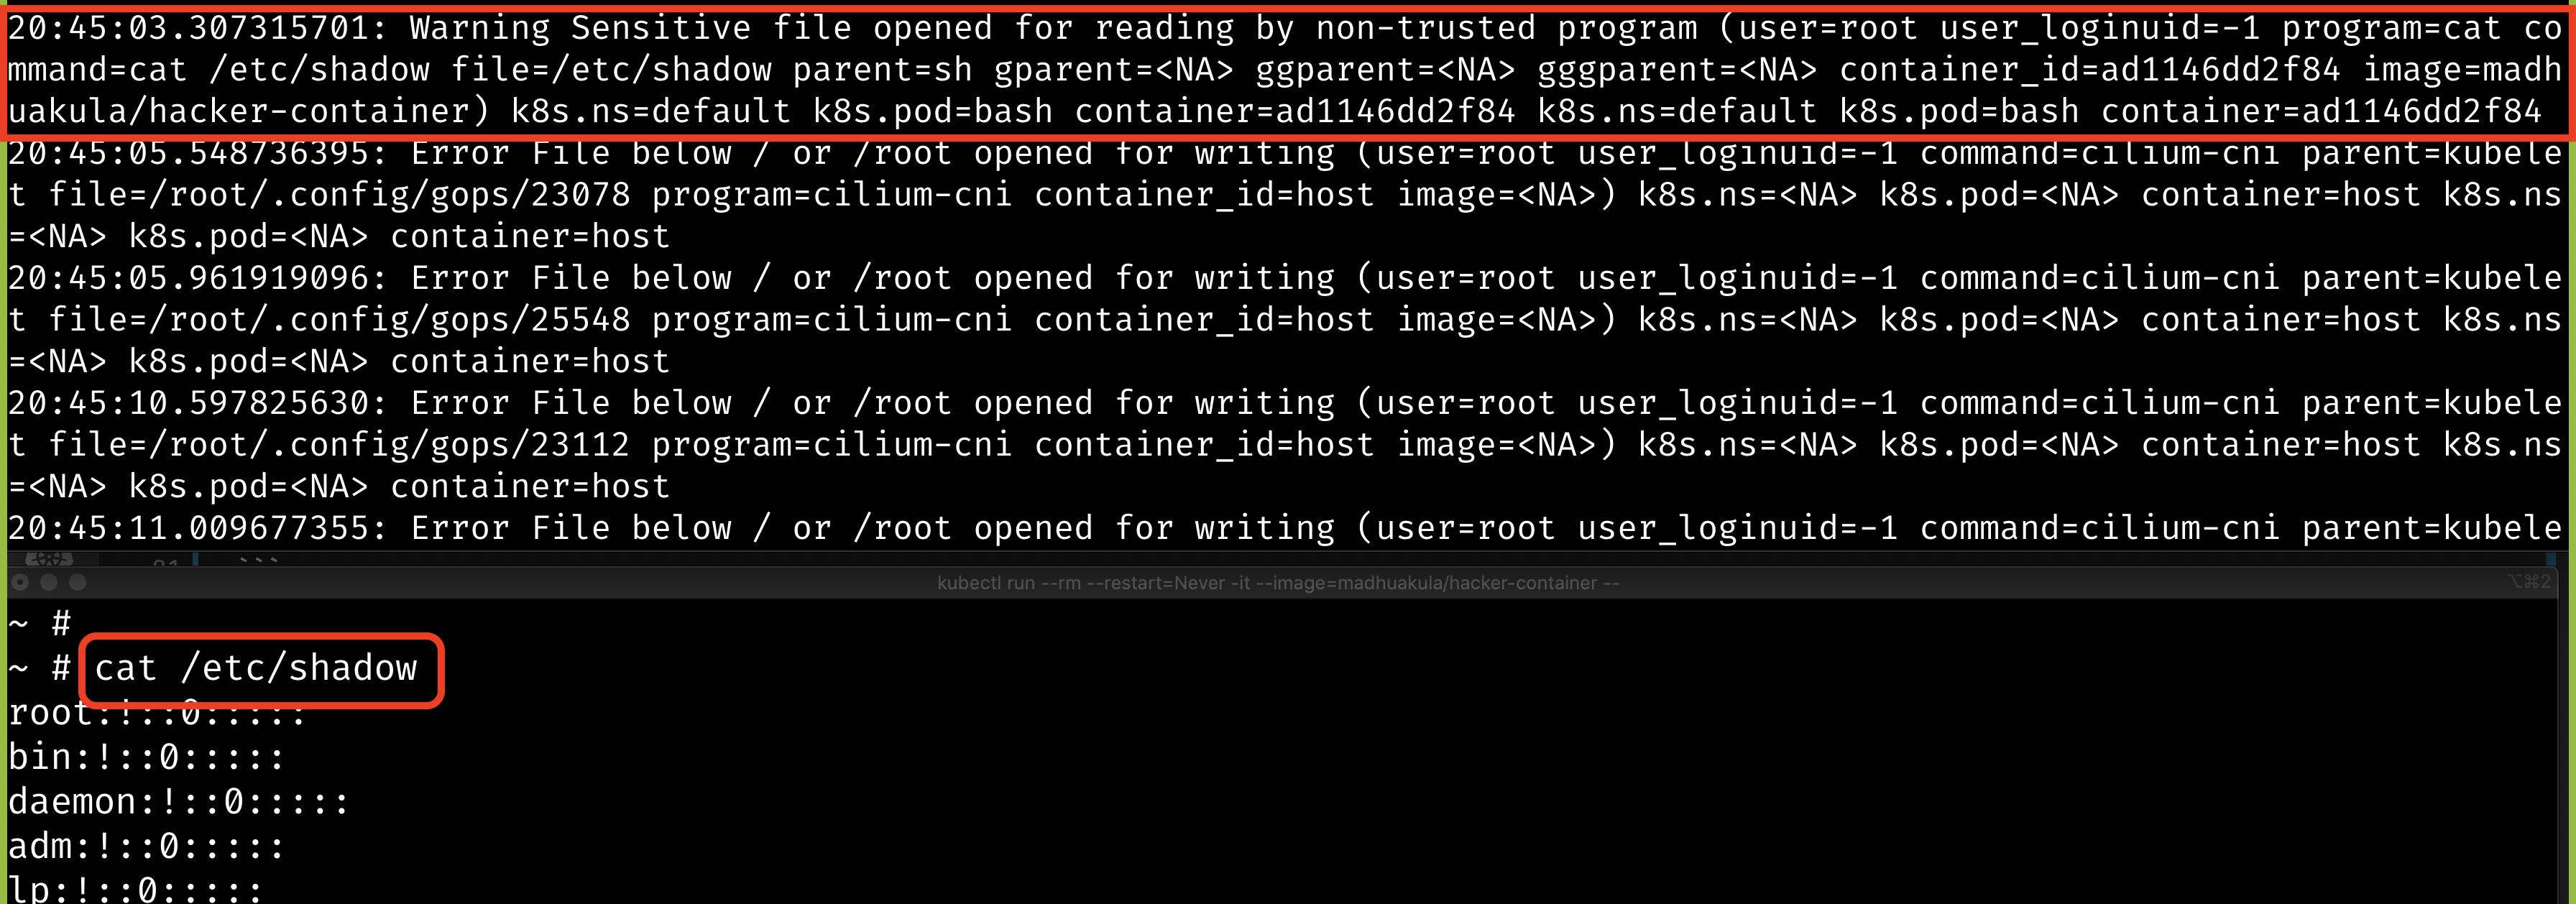 20:45:03.307315701: Warning Sensitive file opened for reading by non-trusted program (user=root user_loginuid=-1 program=cat co
mmand=cat /etc/shadow file=/etc/shadow parent=sh gparent=<NA> ggparent=<NA> gggparent=<NA> container_id=ad1146dd2f84 image=madh
uakula/hacker-container) k8s.ns=default k8s.pod=bash container=ad1146dd2f84 k8s.ns=default k8s.pod=bash container=ad1146dd2f84
20:45:05.548736395: Error File below / or /root opened for writing (user=root user_loginuid=-1 command=cilium-cni parent=kubele
t file=/root/.config/gops/23078 program=cilium-cni container_id=host image=<NA>) k8s.ns=<NA> k8s.pod=<NA> container=host k8s.ns
=<NA> k8s.pod=<NA> container=host
20:45:05.961919096: Error File below / or /root opened for writing (user=root user_loginuid=-1 command=cilium-cni parent=kubele
t file=/root/.config/gops/25548 program=cilium-cni container_id=host image=<NA>) k8s.ns=<NA> k8s.pod=<NA> container=host k8s.ns
=<NA> k8s.pod=<NA> container=host
20:45:10.597825630: Error File below / or /root opened for writing (user=root user_loginuid=-1 command=cilium-cni parent=kubele
t file=/root/.config/gops/23112 program=cilium-cni container_id=host image=<NA>) k8s.ns=<NA> k8s.pod=<NA> container=host k8s.ns
=<NA> k8s.pod=<NA> container=host
20:45:11.009677355: Error File below / or /root opened for writing (user=root user_loginuid=-1 command=cilium-cni parent=kubele
kubectl run --rm --restart=Never -it --image=madhuakula/hacker-container -- ⌥⌘2
~ #
~ # cat /etc/shadow
root:!::0:::::
bin:!::0:::::
daemon:!::0:::::
adm:!::0:::::
lp:!::0:::::